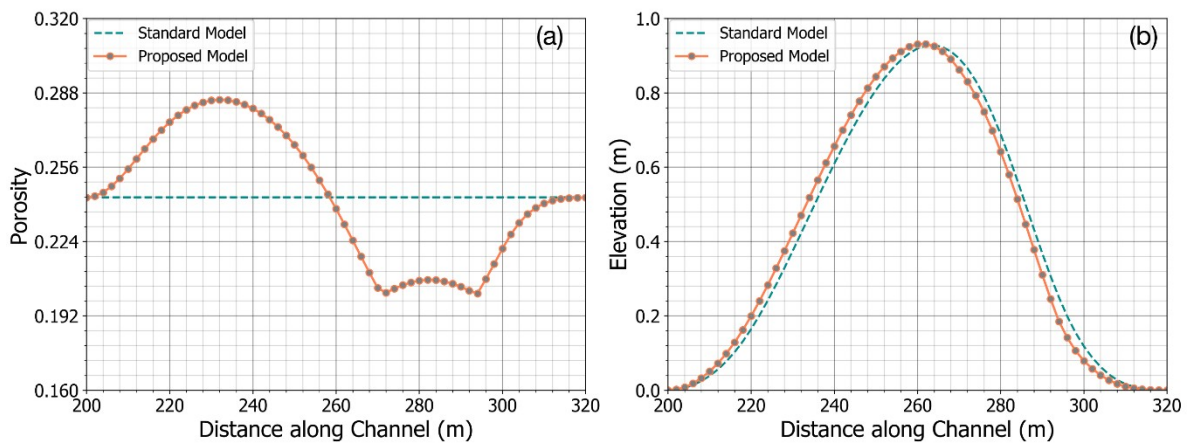 0.320
0.288
0.256
0.224
0.192
0.160
Porosity
Standard Model
Proposed Model
(a)
200 220 240 260 280 300 320
Distance along Channel (m)
1.0
0.8
0.6
0.4
0.2
0.0
Elevation (m)
Standard Model
Proposed Model
(b)
200 220 240 260 280 300 320
Distance along Channel (m)